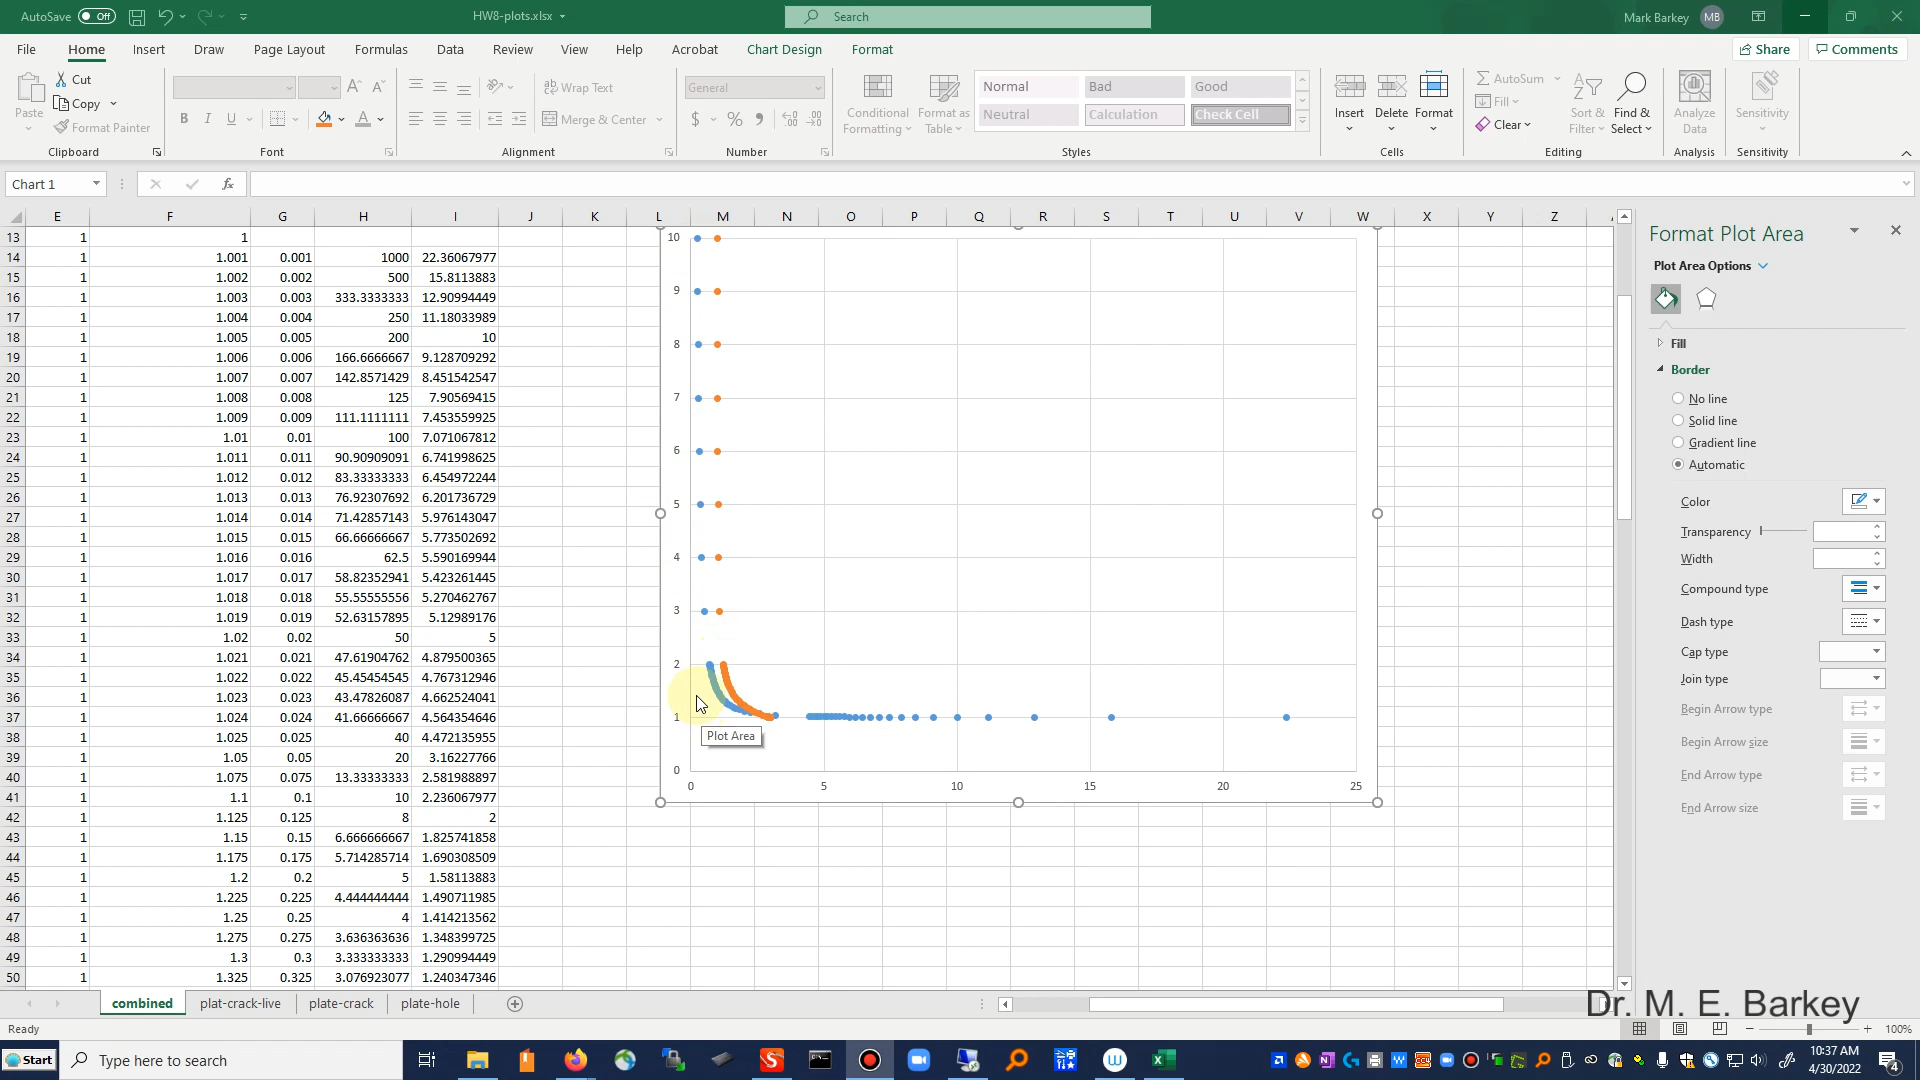 AutoSave Off HW8-plots.xlsx Search Mark Barkey MB
File Home Insert Draw Page Layout Formulas Data Review View Help Acrobat Chart Design Format Share Comments
Paste Cut Copy Format Painter Clipboard
B I U A A A Font
Wrap Text Merge & Center Alignment
General $ % Number
Conditional Formatting Format as Table Normal Bad Good Neutral Calculation Check Cell Styles
Insert Delete Format Cells
AutoSum Fill Clear Sort & Filter Find & Select Editing
Analyze Data Analysis Sensitivity Sensitivity
Chart 1 fx
E F G H I J K L M N O P Q R S T U V W X Y Z
13 1 1
14 1 1.001 0.001 1000 22.36067977
15 1 1.002 0.002 500 15.8113883
16 1 1.003 0.003 333.3333333 12.90994449
17 1 1.004 0.004 250 11.18033989
18 1 1.005 0.005 200 10
19 1 1.006 0.006 166.6666667 9.128709292
20 1 1.007 0.007 142.8571429 8.451542547
21 1 1.008 0.008 125 7.90569415
22 1 1.009 0.009 111.1111111 7.453559925
23 1 1.01 0.01 100 7.071067812
24 1 1.011 0.011 90.90909091 6.741998625
25 1 1.012 0.012 83.33333333 6.454972244
26 1 1.013 0.013 76.92307692 6.201736729
27 1 1.014 0.014 71.42857143 5.976143047
28 1 1.015 0.015 66.66666667 5.773502692
29 1 1.016 0.016 62.5 5.590169944
30 1 1.017 0.017 58.82352941 5.423261445
31 1 1.018 0.018 55.55555556 5.270462767
32 1 1.019 0.019 52.63157895 5.12989176
33 1 1.02 0.02 50 5
34 1 1.021 0.021 47.61904762 4.879500365
35 1 1.022 0.022 45.45454545 4.767312946
36 1 1.023 0.023 43.47826087 4.662524041
37 1 1.024 0.024 41.66666667 4.564354646
38 1 1.025 0.025 40 4.472135955
39 1 1.05 0.05 20 3.16227766
40 1 1.075 0.075 13.33333333 2.581988897
41 1 1.1 0.1 10 2.236067977
42 1 1.125 0.125 8 2
43 1 1.15 0.15 6.666666667 1.825741858
44 1 1.175 0.175 5.714285714 1.690308509
45 1 1.2 0.2 5 1.58113883
46 1 1.225 0.225 4.444444444 1.490711985
47 1 1.25 0.25 4 1.414213562
48 1 1.275 0.275 3.636363636 1.348399725
49 1 1.3 0.3 3.333333333 1.290994449
50 1 1.325 0.325 3.076923077 1.240347346
10
9
8
7
6
5
4
3
2
1
0
0 5 10 15 20 25
Plot Area
Format Plot Area
Plot Area Options
Fill
Border
No line
Solid line
Gradient line
Automatic
Color
Transparency
Width
Compound type
Dash type
Cap type
Join type
Begin Arrow type
Begin Arrow size
End Arrow type
End Arrow size
combined plat-crack-live plate-crack plate-hole
Dr. M. E. Barkey
Ready 100%
Start Type here to search
10:37 AM
4/30/2022
4